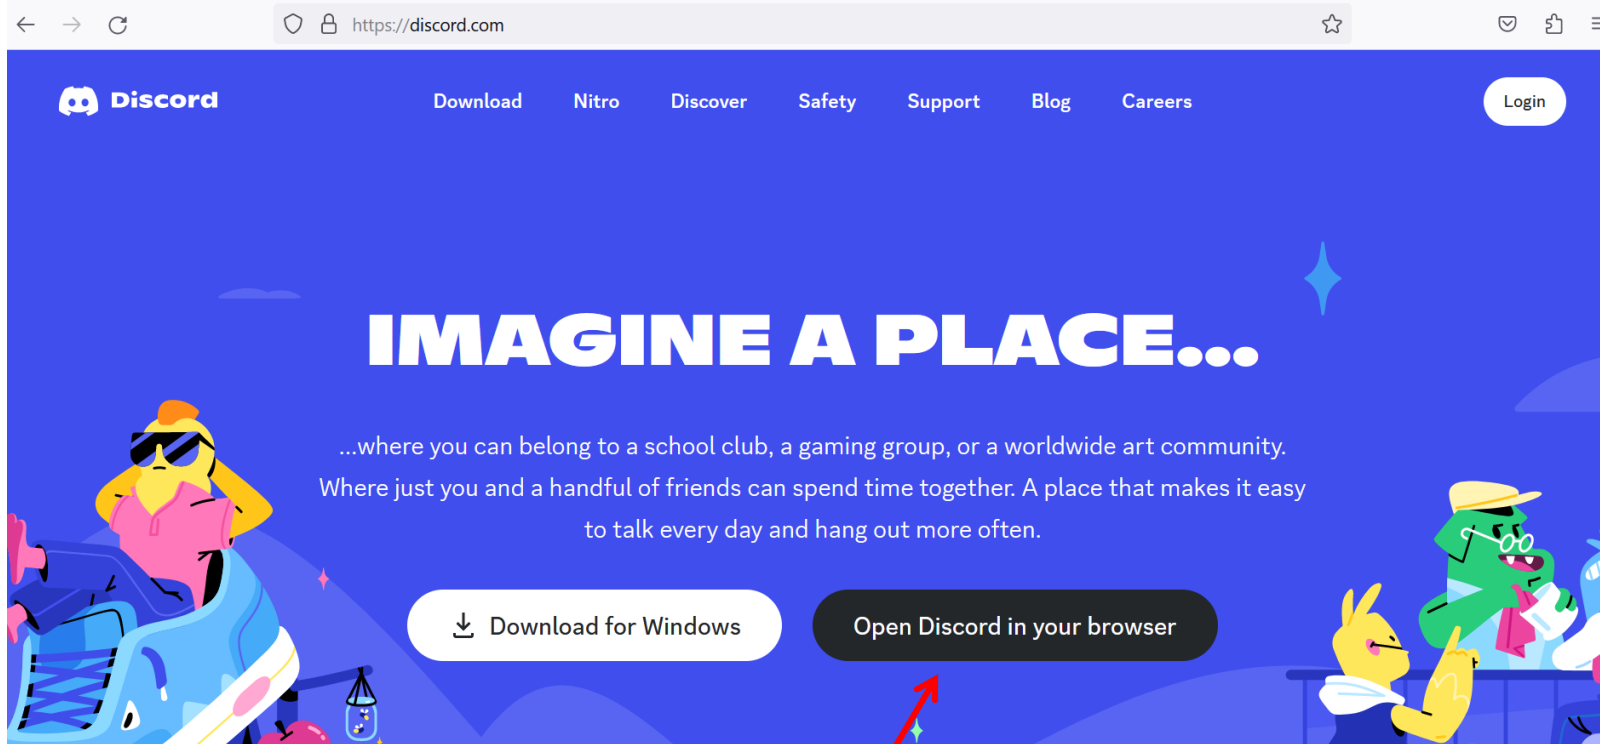 https://discord.com
Discord
Download Nitro Discover Safety Support Blog Careers
Login
IMAGINE A PLACE...
...where you can belong to a school club, a gaming group, or a worldwide art community.
Where just you and a handful of friends can spend time together. A place that makes it easy
to talk every day and hang out more often.
Download for Windows
Open Discord in your browser